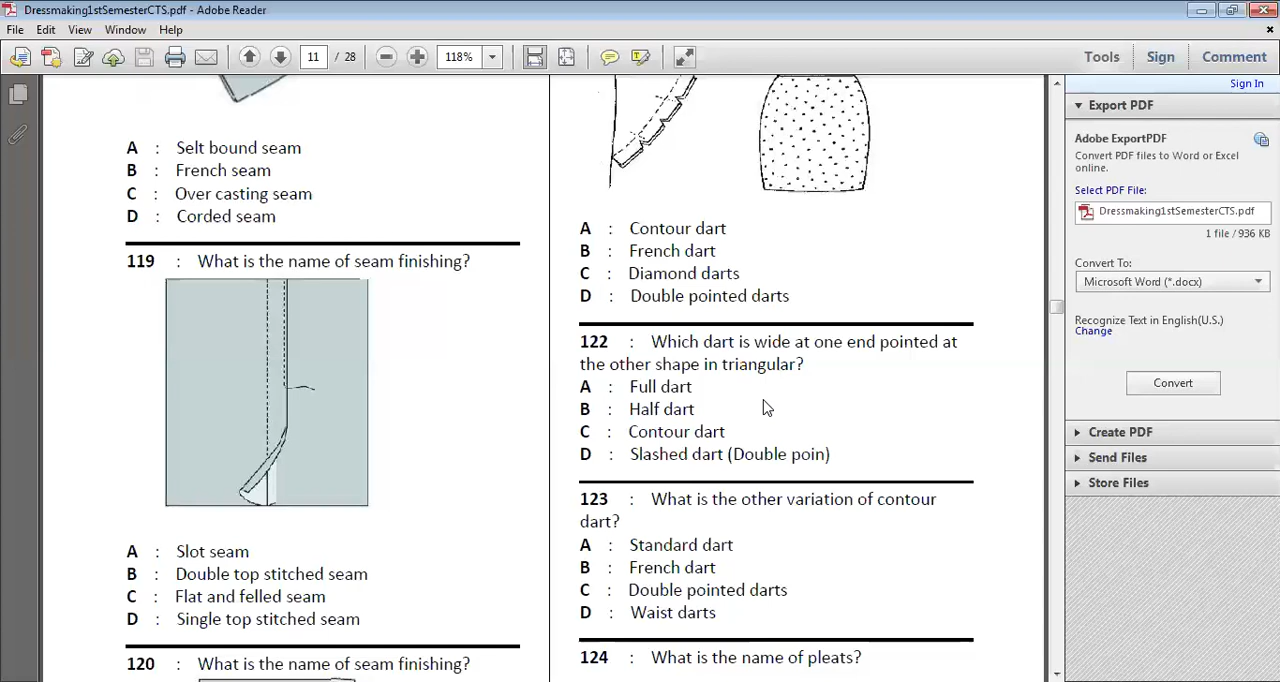 Dressmaking1stSemesterCTS.pdf - Adobe Reader
File Edit View Window Help
11 / 28 118% Tools Sign Comment
A : Selt bound seam
B : French seam
C : Over casting seam
D : Corded seam
119 : What is the name of seam finishing?
A : Slot seam
B : Double top stitched seam
C : Flat and felled seam
D : Single top stitched seam
120 : What is the name of seam finishing?
A : Contour dart
B : French dart
C : Diamond darts
D : Double pointed darts
122 : Which dart is wide at one end pointed at
the other shape in triangular?
A : Full dart
B : Half dart
C : Contour dart
D : Slashed dart (Double poin)
123 : What is the other variation of contour
dart?
A : Standard dart
B : French dart
C : Double pointed darts
D : Waist darts
124 : What is the name of pleats?
Sign In
Export PDF
Adobe ExportPDF
Convert PDF files to Word or Excel
online.
Select PDF File:
Dressmaking1stSemesterCTS.pdf
1 file / 936 KB
Convert To:
Microsoft Word (*.docx)
Recognize Text in English(U.S.)
Change
Convert
Create PDF
Send Files
Store Files